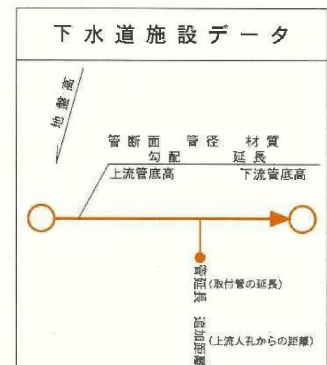 下水道施設データ
地盤高
管断面 管径 材質
勾配 延長
上流管底高 下流管底高
管延長 (取付管の延長)
追加距離 (上流人孔からの距離)